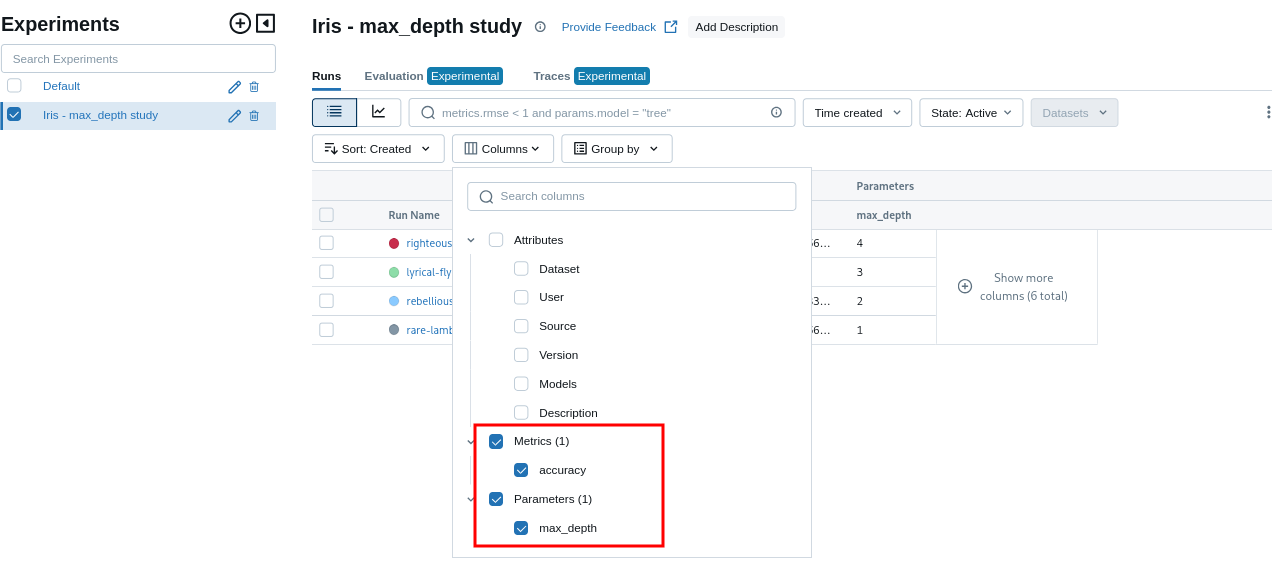 Experiments
Search Experiments
Default
Iris - max_depth study
Iris - max_depth study Provide Feedback Add Description
Runs Evaluation Experimental Traces Experimental
metrics.rmse < 1 and params.model = "tree" Time created State: Active Datasets
Sort: Created Columns Group by
Parameters
Run Name max_depth
righteous 66... 4
lyrical-fly 3
rebellious 33... 2
rare-lamb 66... 1
Show more
columns (6 total)
Search columns
Attributes
Dataset
User
Source
Version
Models
Description
Metrics (1)
accuracy
Parameters (1)
max_depth